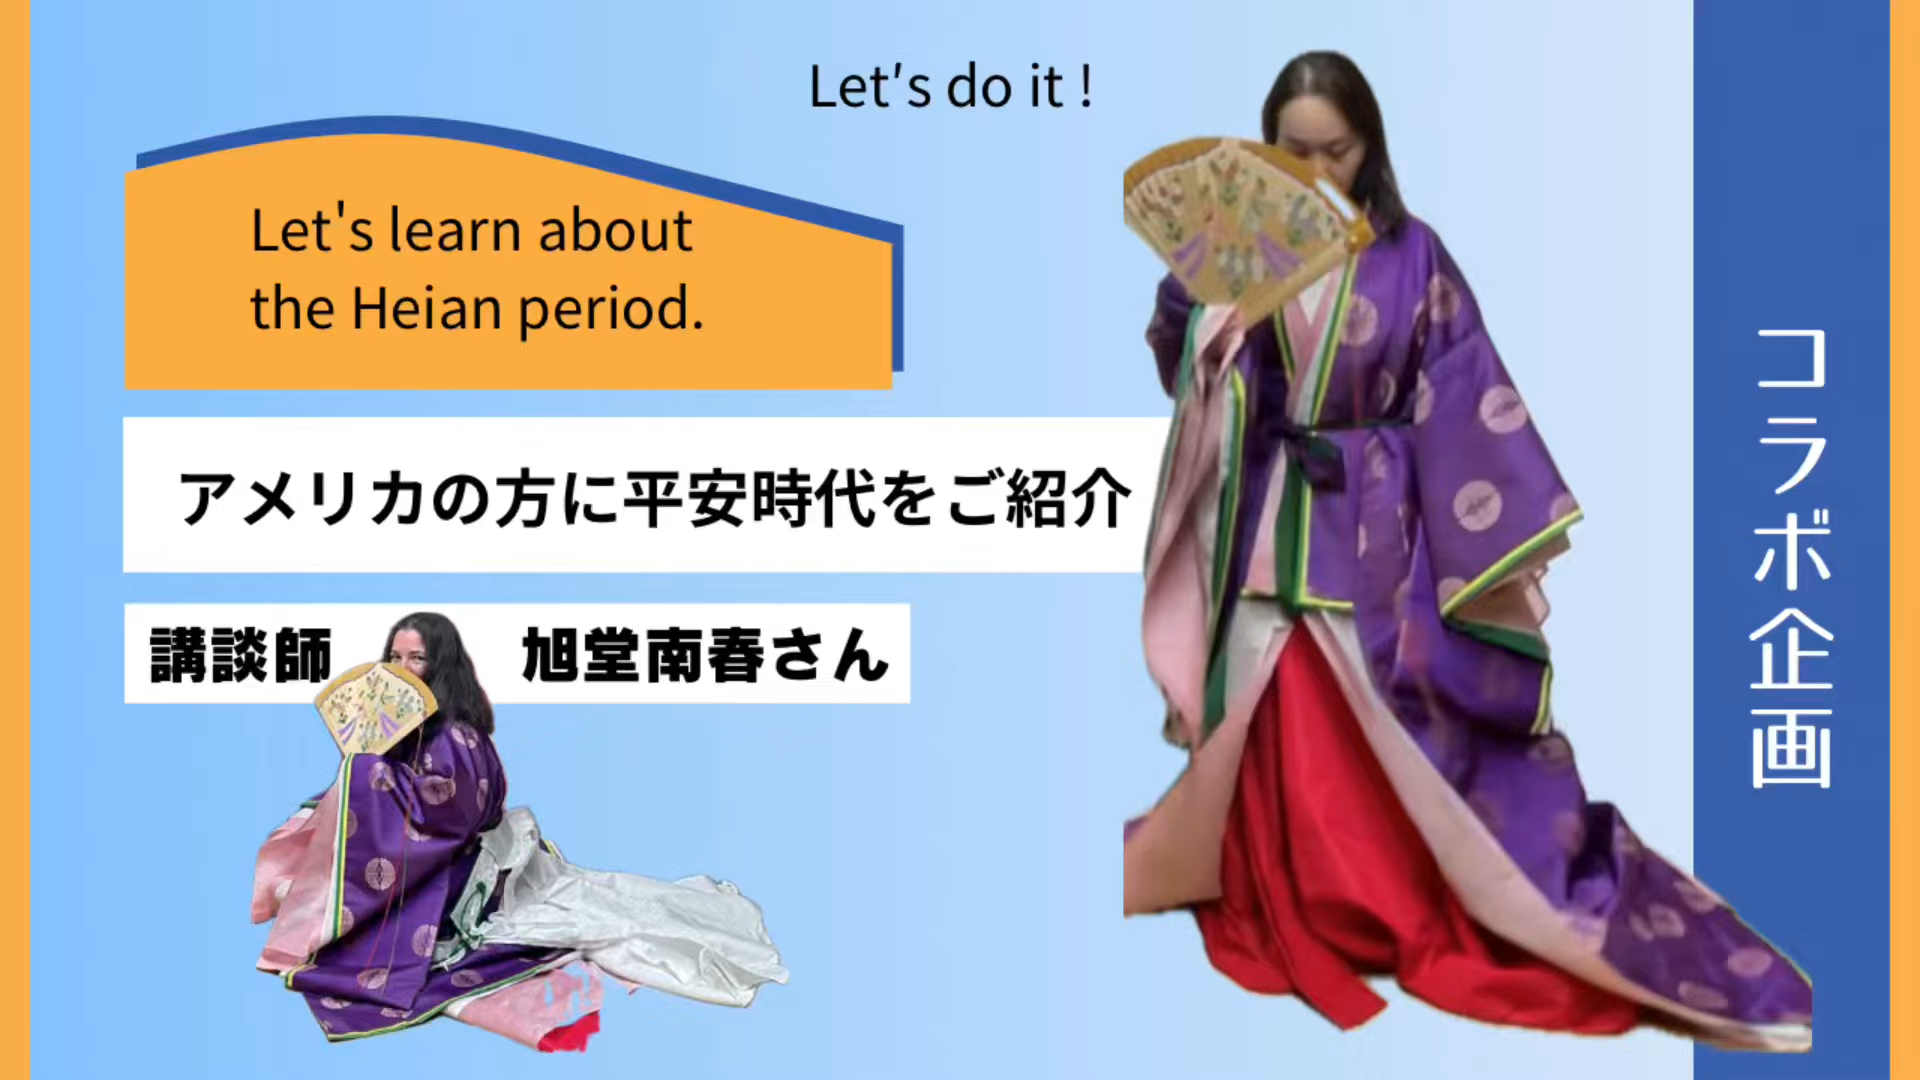 Let's do it !
Let's learn about
the Heian period.
アメリカの方に平安時代をご紹介
講談師 旭堂南春さん
コラボ企画